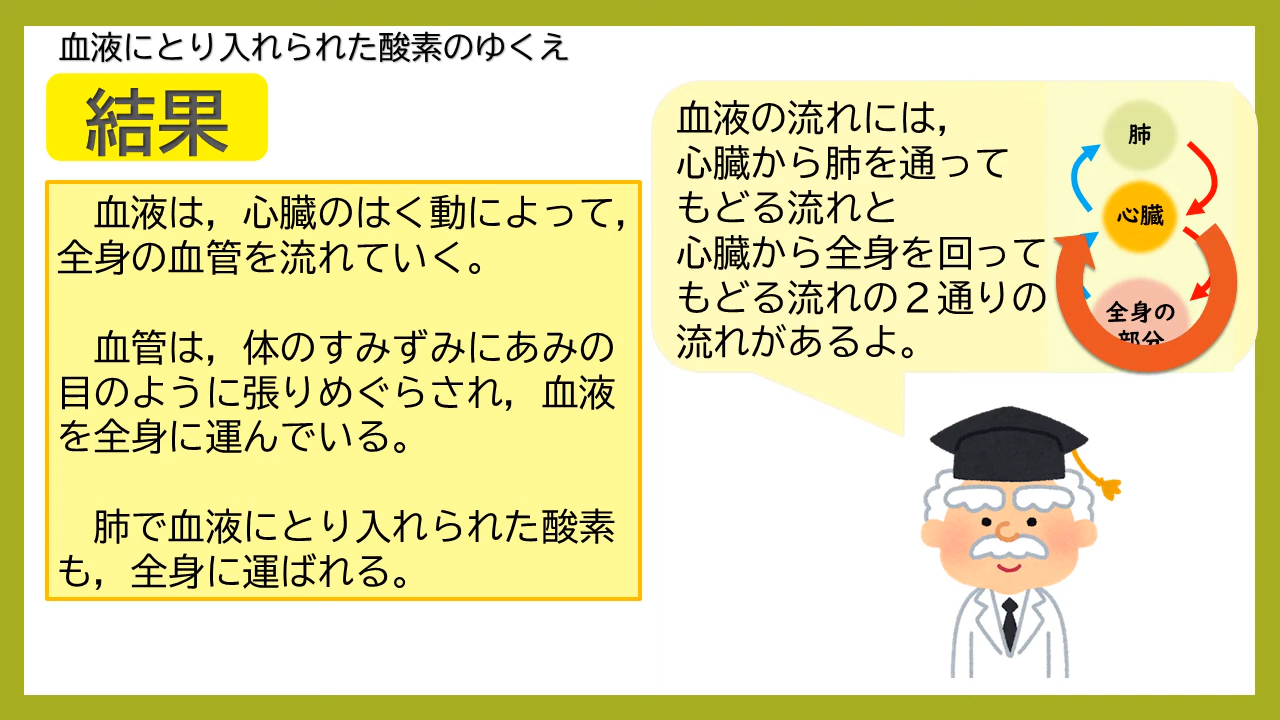 血液にとり入れられた酸素のゆくえ
結果
血液は，心臓のはく動によって，
全身の血管を流れていく。
血管は，体のすみずみにあみの
目のように張りめぐらされ，血液
を全身に運んでいる。
肺で血液にとり入れられた酸素
も，全身に運ばれる。
血液の流れには，
心臓から肺を通って
もどる流れと
心臓から全身を回って
もどる流れの２通りの
流れがあるよ。
肺
心臓
全身の
部分